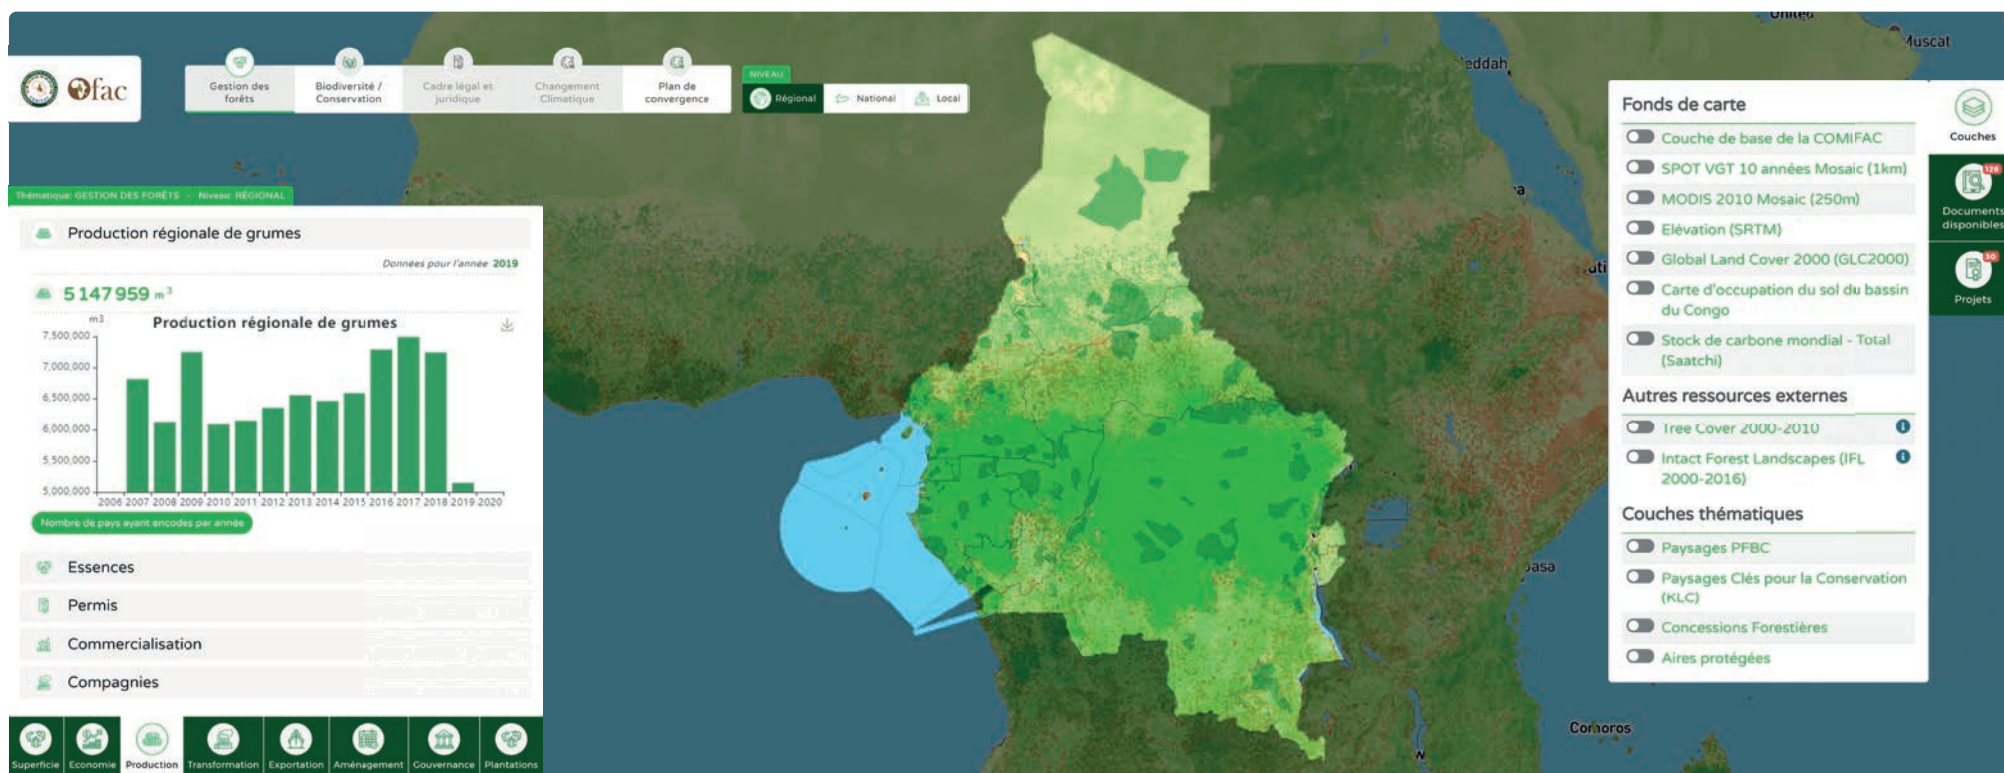 Ofac
Gestion des
forêts
Biodiversité /
Conservation
Cadre légal et
juridique
Changement
Climatique
Plan de
convergence
NIVEAU
Régional
National
Local
Thématique: GESTION DES FORÊTS - Niveau: RÉGIONAL
Production régionale de grumes
Données pour l'année 2019
5 147 959 m³
m3
Production régionale de grumes
7,500,000
7,000,000
6,500,000
6,000,000
5,500,000
5,000,000
2006 2007 2008 2009 2010 2011 2012 2013 2014 2015 2016 2017 2018 2019 2020
Nombre de pays ayant encodes par année
Essences
Permis
Commercialisation
Compagnies
Superficie
Economie
Production
Transformation
Exportation
Aménagement
Gouvernance
Plantations
United
Muscat
Jeddah
Comoros
Fonds de carte
Couche de base de la COMIFAC
SPOT VGT 10 années Mosaic (1km)
MODIS 2010 Mosaic (250m)
Elévation (SRTM)
Global Land Cover 2000 (GLC2000)
Carte d'occupation du sol du bassin
du Congo
Stock de carbone mondial - Total
(Saatchi)
Autres ressources externes
Tree Cover 2000-2010
Intact Forest Landscapes (IFL
2000-2016)
Couches thématiques
Paysages PFBC
Paysages Clés pour la Conservation
(KLC)
Concessions Forestières
Aires protégées
Couches
126
Documents
disponibles
30
Projets